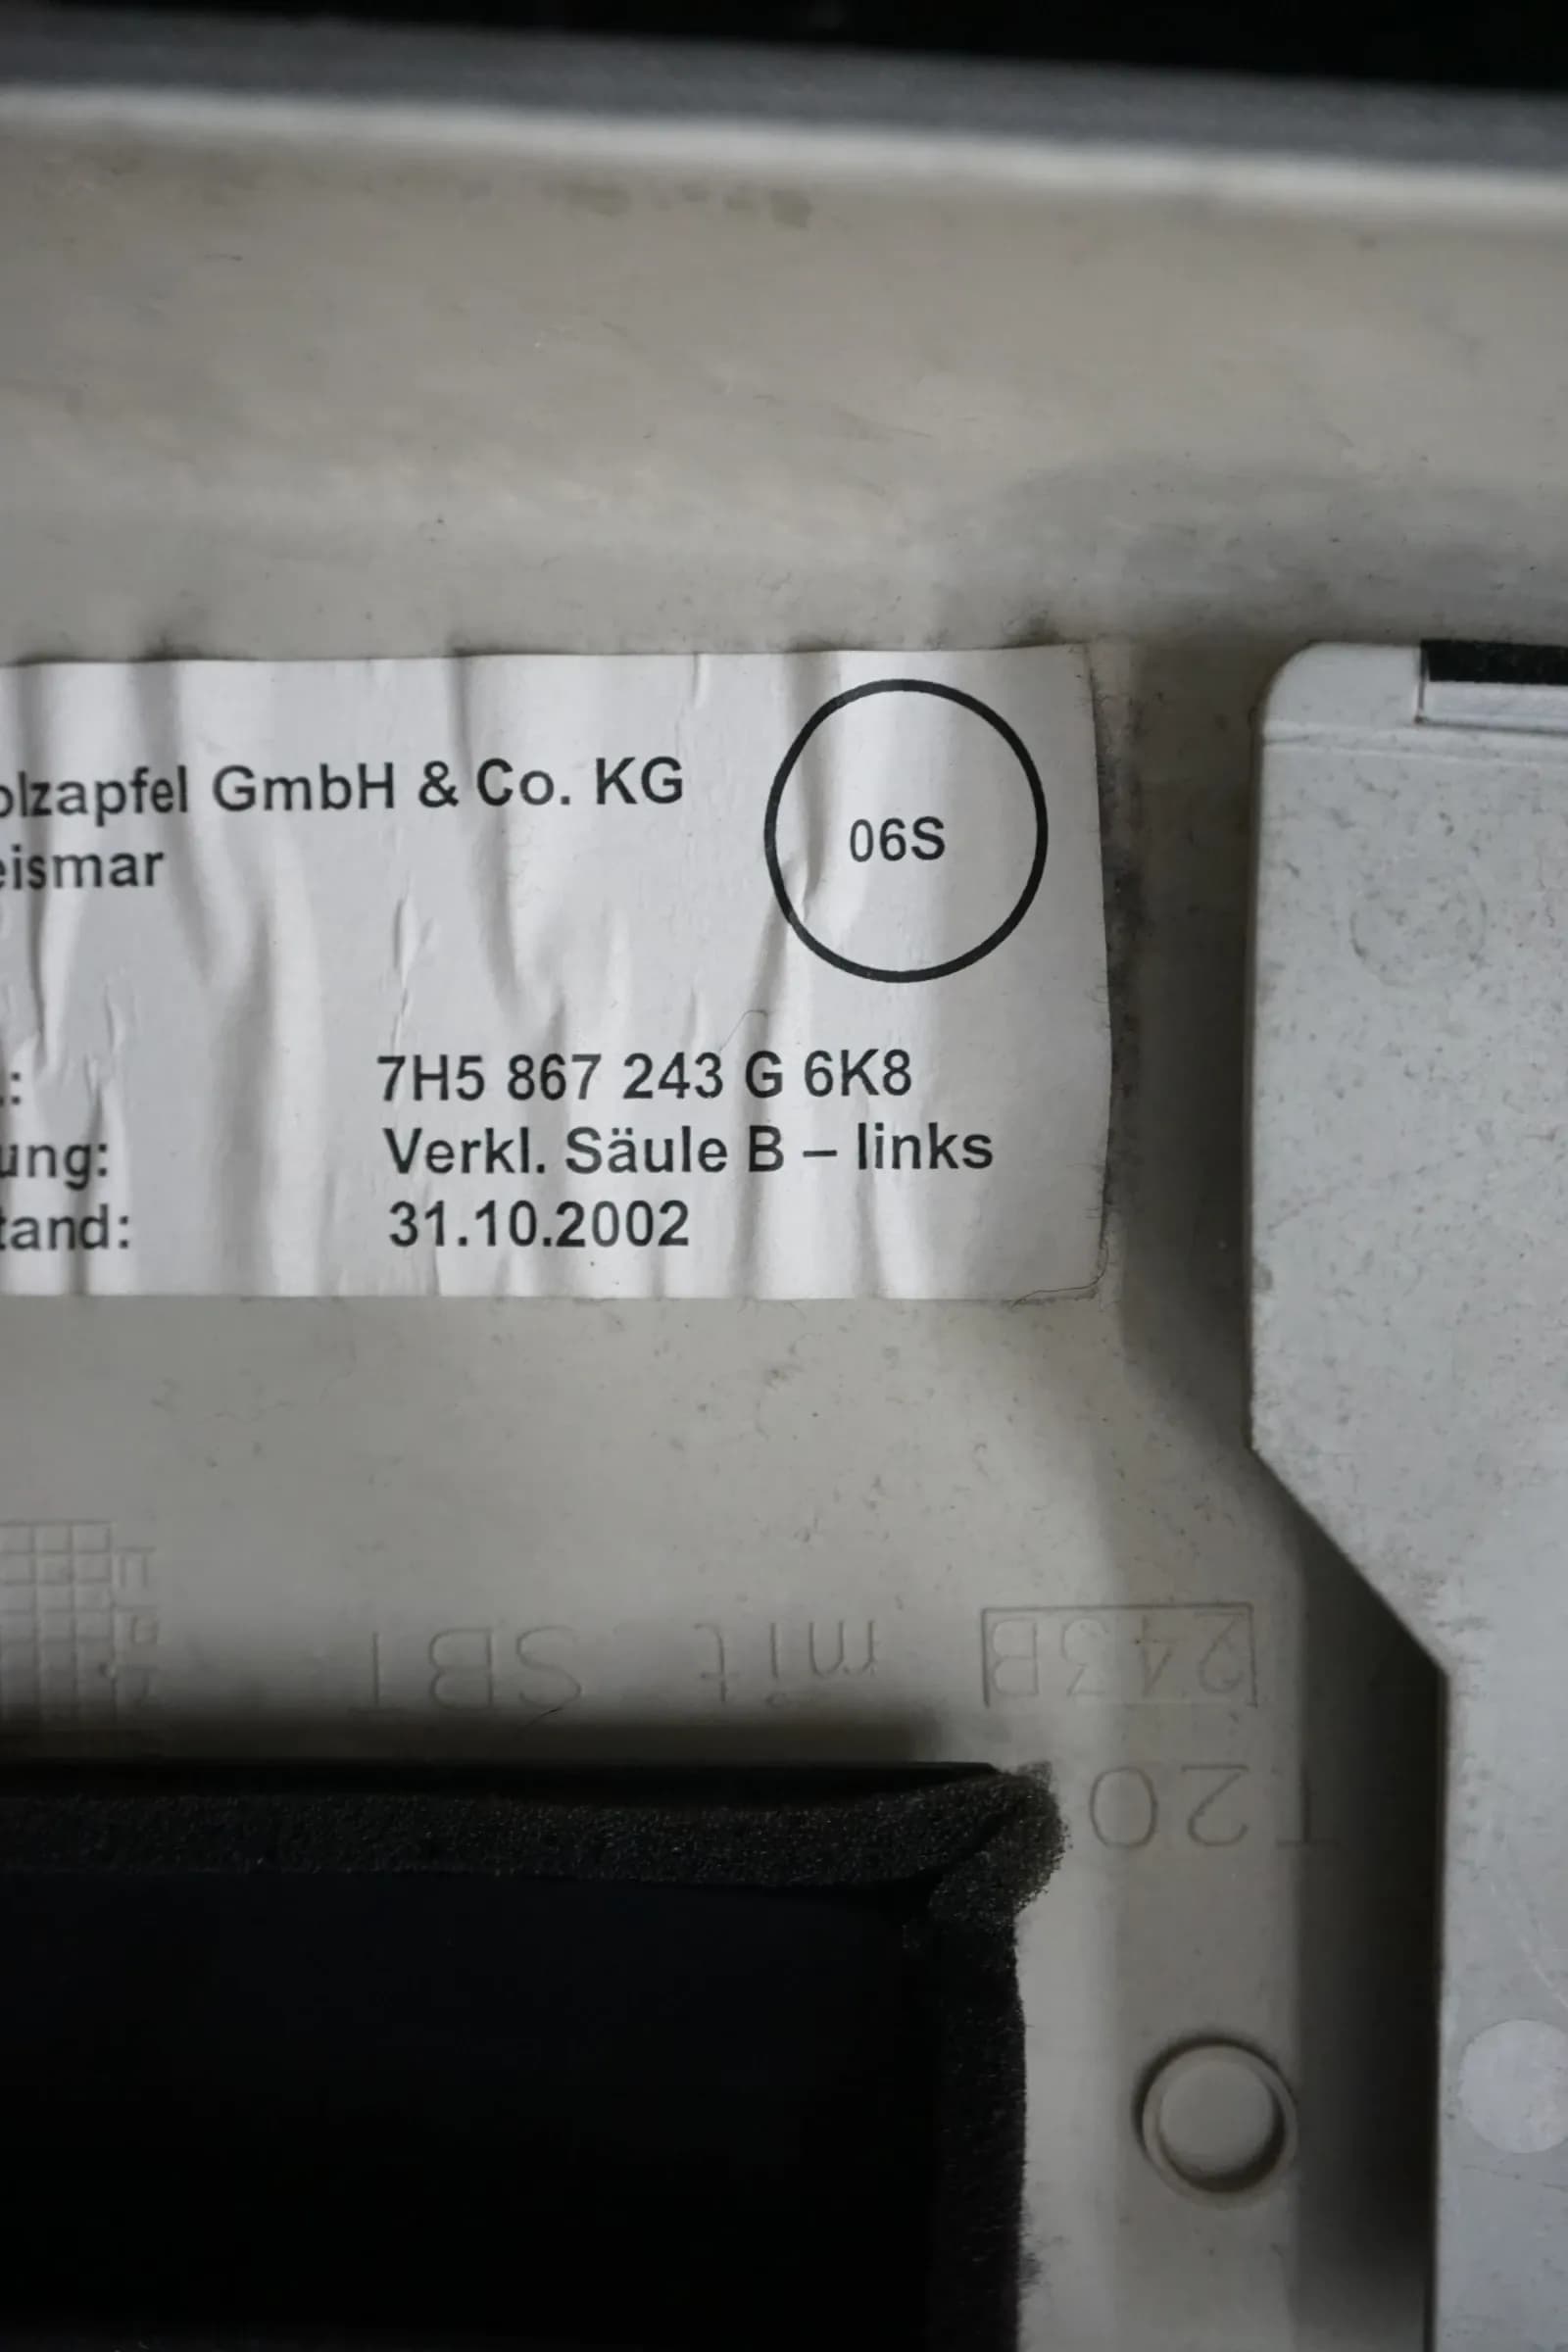 olzapfel GmbH & Co. KG
eismar
06S
.: 7H5 867 243 G 6K8
ung: Verkl. Säule B – links
tand: 31.10.2002
243B mit SBT
T20